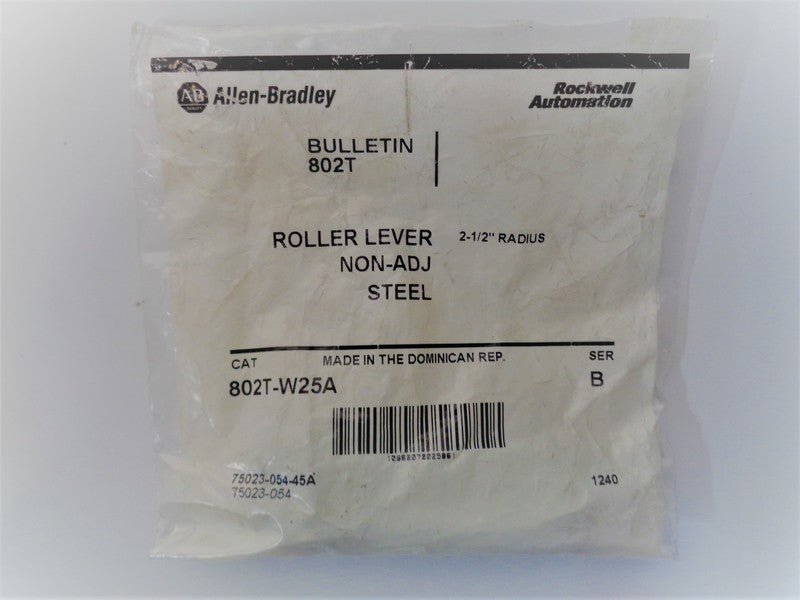 AB Allen-Bradley
QUALITY
Rockwell
Automation
BULLETIN
802T
ROLLER LEVER 2-1/2" RADIUS
NON-ADJ
STEEL
CAT MADE IN THE DOMINICAN REP. SER
802T-W25A B
75023-054-45A
75023-054 1240